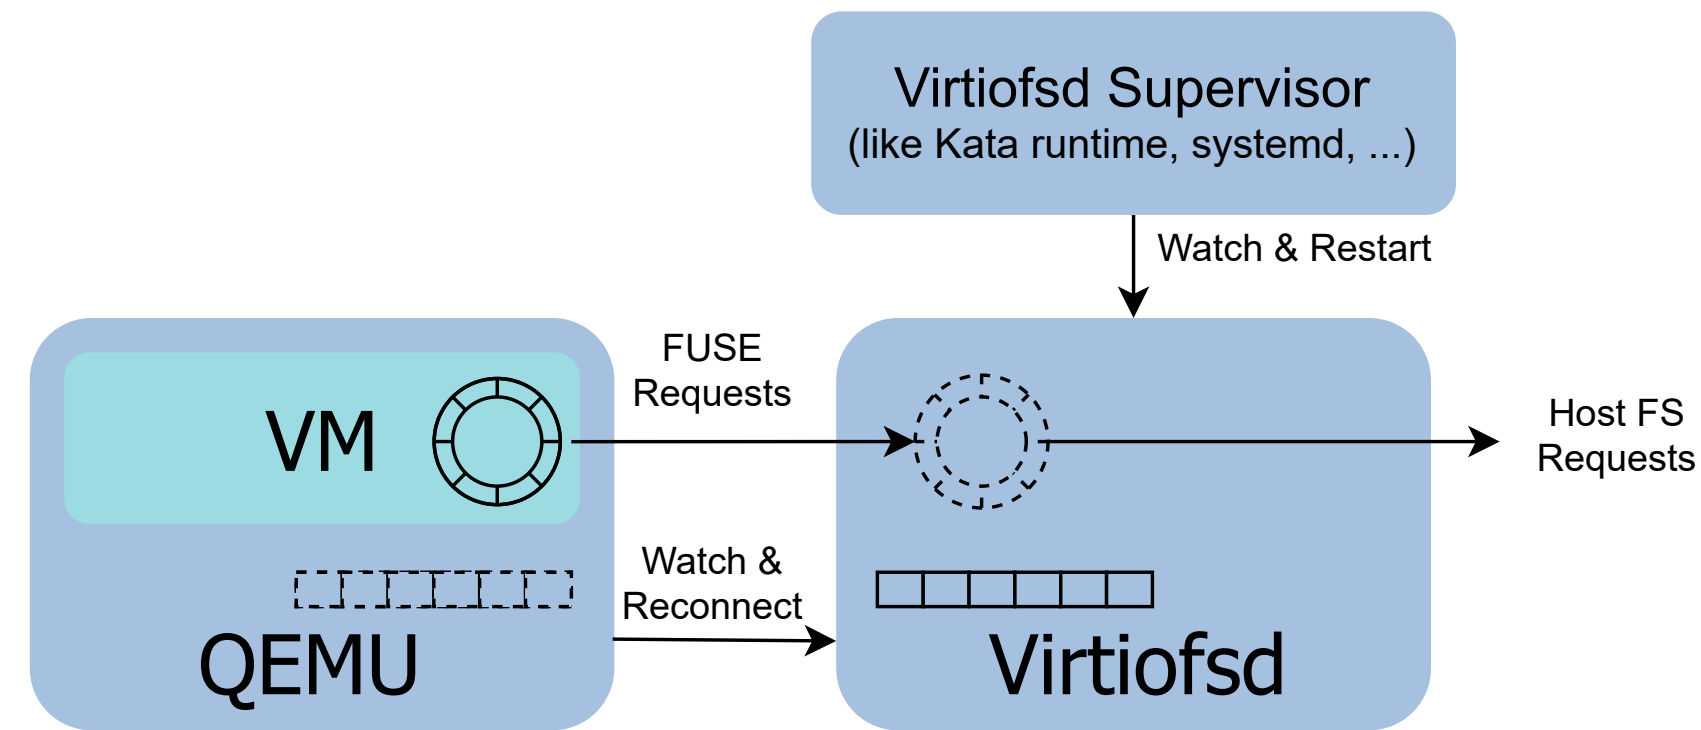 Virtiofsd Supervisor
(like Kata runtime, systemd, ...)
Watch & Restart
FUSE
Requests
VM
Host FS
Requests
Watch &
Reconnect
QEMU
Virtiofsd